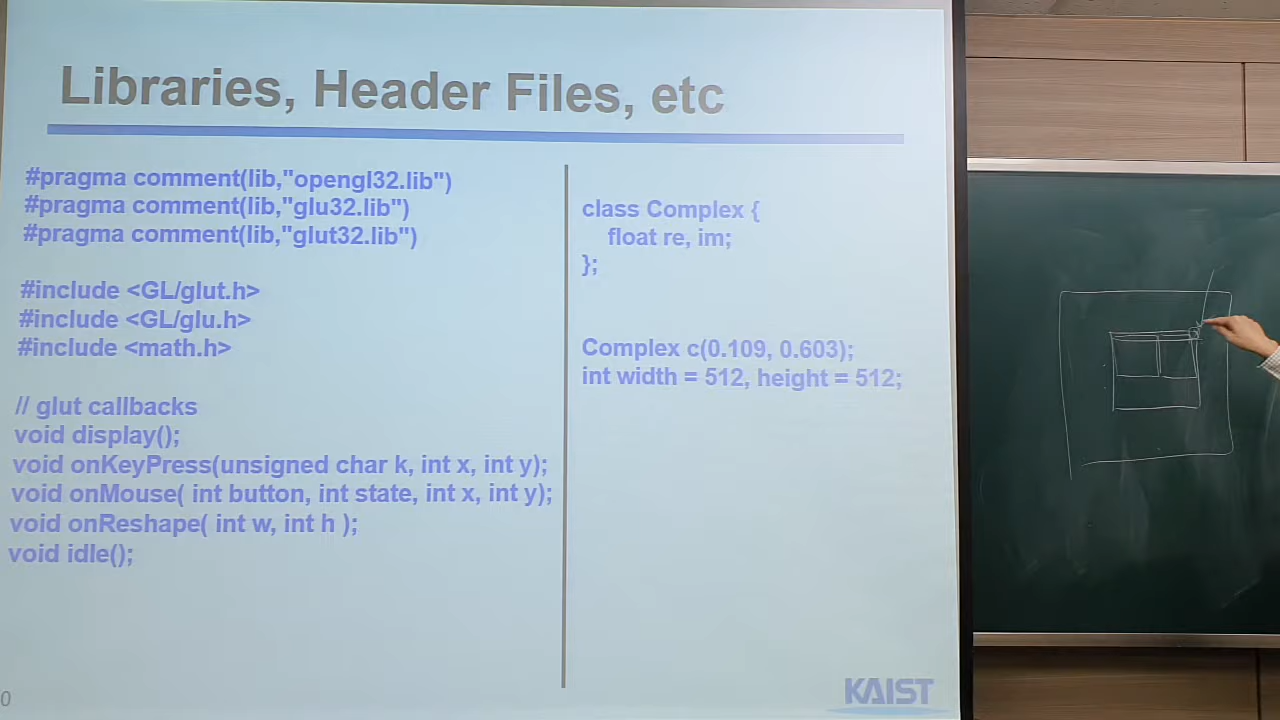 Libraries, Header Files, etc
#pragma comment(lib,"opengl32.lib")
#pragma comment(lib,"glu32.lib")
#pragma comment(lib,"glut32.lib")
#include <GL/glut.h>
#include <GL/glu.h>
#include <math.h>
// glut callbacks
void display();
void onKeyPress(unsigned char k, int x, int y);
void onMouse( int button, int state, int x, int y);
void onReshape( int w, int h );
void idle();
class Complex {
float re, im;
};
Complex c(0.109, 0.603);
int width = 512, height = 512;
0
KAIST